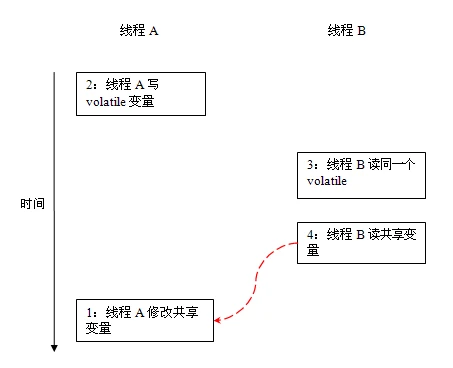 线程 A
线程 B
2：线程 A 写
volatile 变量
3：线程 B 读同一个
volatile
时间
4：线程 B 读共享变
量
1：线程 A 修改共享
变量